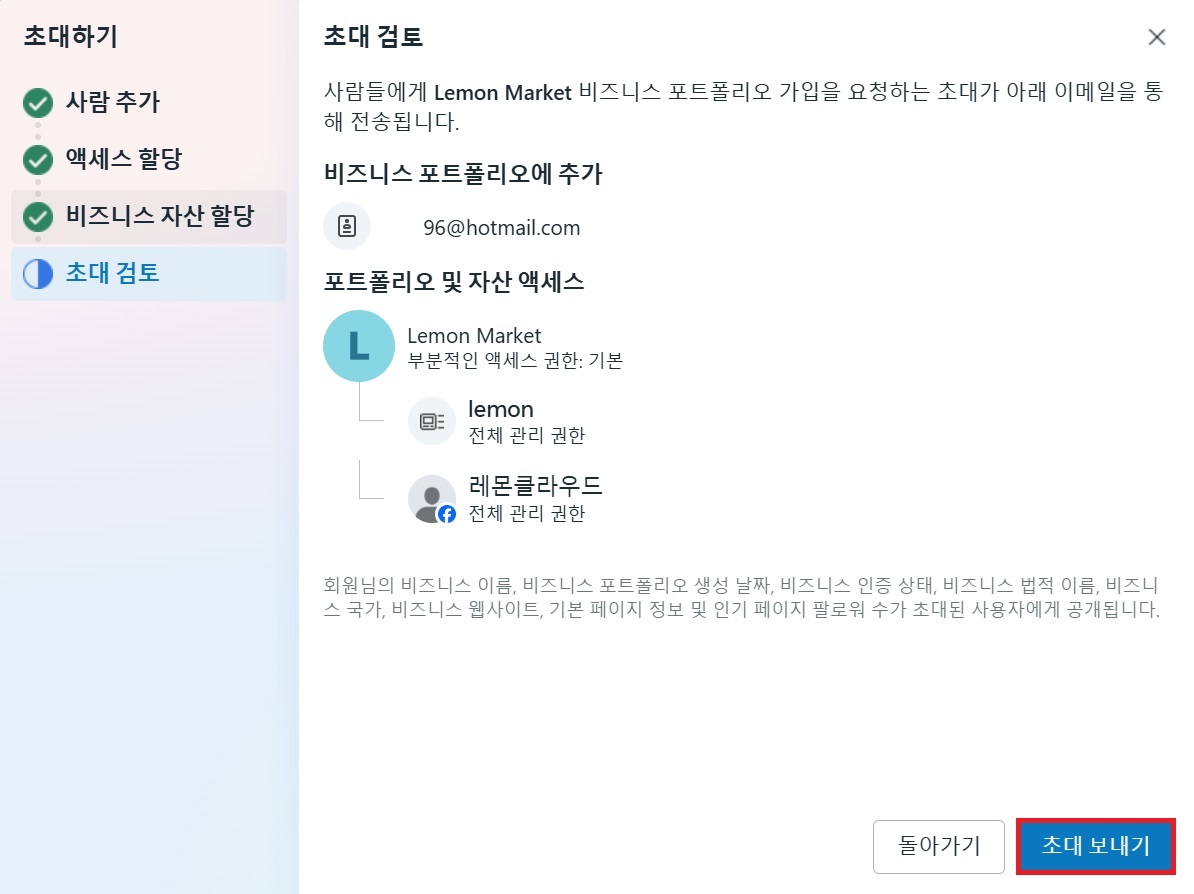 초대하기
사람 추가
액세스 할당
비즈니스 자산 할당
초대 검토
초대 검토
사람들에게 Lemon Market 비즈니스 포트폴리오 가입을 요청하는 초대가 아래 이메일을 통
해 전송됩니다.
비즈니스 포트폴리오에 추가
96@hotmail.com
포트폴리오 및 자산 액세스
L
Lemon Market
부분적인 액세스 권한: 기본
lemon
전체 관리 권한
레몬클라우드
전체 관리 권한
회원님의 비즈니스 이름, 비즈니스 포트폴리오 생성 날짜, 비즈니스 인증 상태, 비즈니스 법적 이름, 비즈니
스 국가, 비즈니스 웹사이트, 기본 페이지 정보 및 인기 페이지 팔로워 수가 초대된 사용자에게 공개됩니다.
돌아가기
초대 보내기